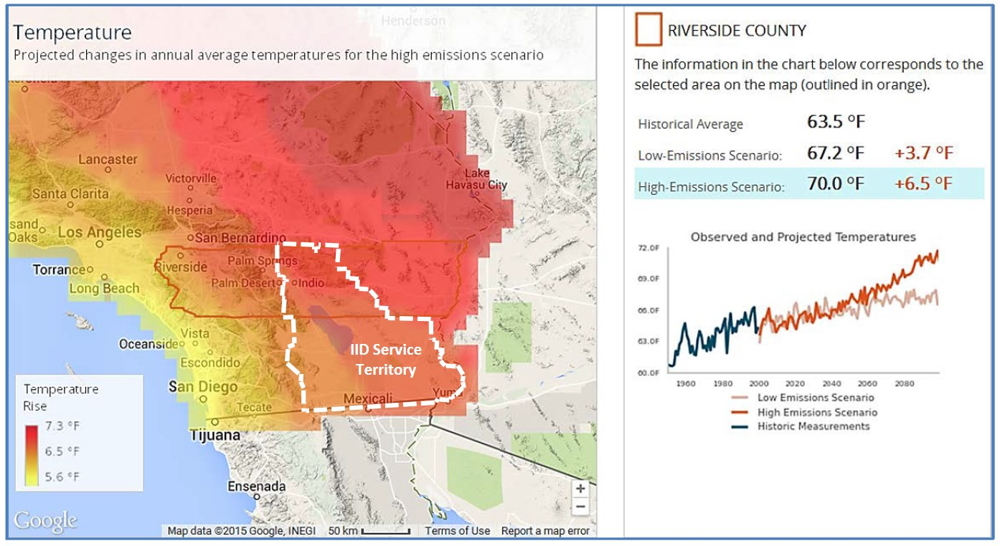 Henderson
Temperature
Projected changes in annual average temperatures for the high emissions scenario
Lancaster
Victorville
Lake
Havasu City
Santa Clarita
Hesperia
sand
Oaks
Los Angeles
San Bernardino
Torrance
Riverside
Palm Springs
Long Beach
Palm Desert
Indio
Vista
Oceanside
Escondido
IID Service
Territory
San Diego
Mexicali
Yuma
Tecate
Tijuana
Temperature
Rise
7.3 °F
6.5 °F
5.6 °F
Ensenada
+
−
Google
Map data ©2015 Google, INEGI
50 km
Terms of Use
Report a map error
RIVERSIDE COUNTY
The information in the chart below corresponds to the
selected area on the map (outlined in orange).
Historical Average 63.5 °F
Low-Emissions Scenario: 67.2 °F +3.7 °F
High-Emissions Scenario: 70.0 °F +6.5 °F
Observed and Projected Temperatures
72.0F
69.0F
66.0F
63.0F
60.0F
1960 1980 2000 2020 2040 2060 2080
Low Emissions Scenario
High Emissions Scenario
Historic Measurements